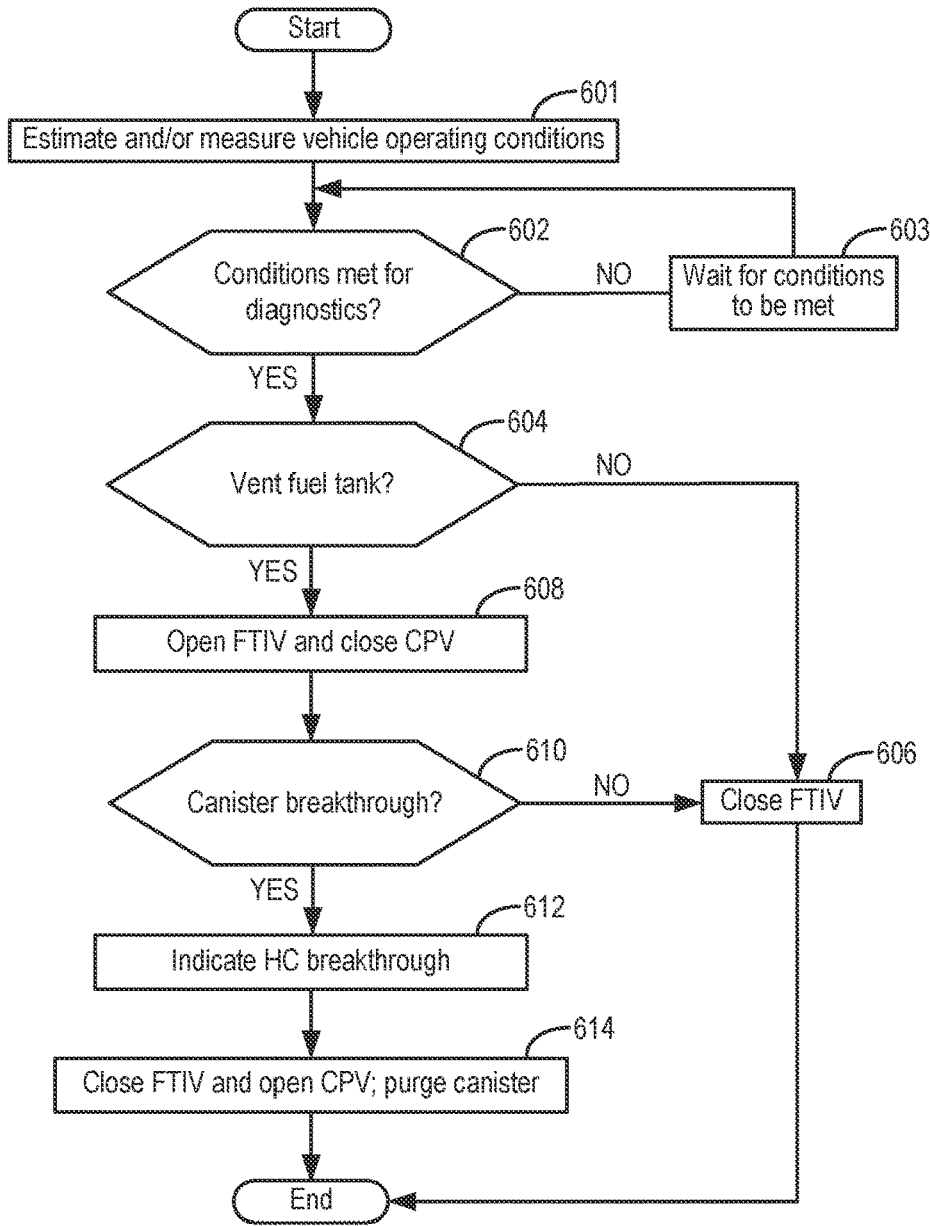 Start
601
Estimate and/or measure vehicle operating conditions
602
Conditions met for
diagnostics?
NO
603
Wait for conditions
to be met
YES
604
Vent fuel tank?
NO
YES
608
Open FTIV and close CPV
610
Canister breakthrough?
NO
606
Close FTIV
YES
612
Indicate HC breakthrough
614
Close FTIV and open CPV; purge canister
End